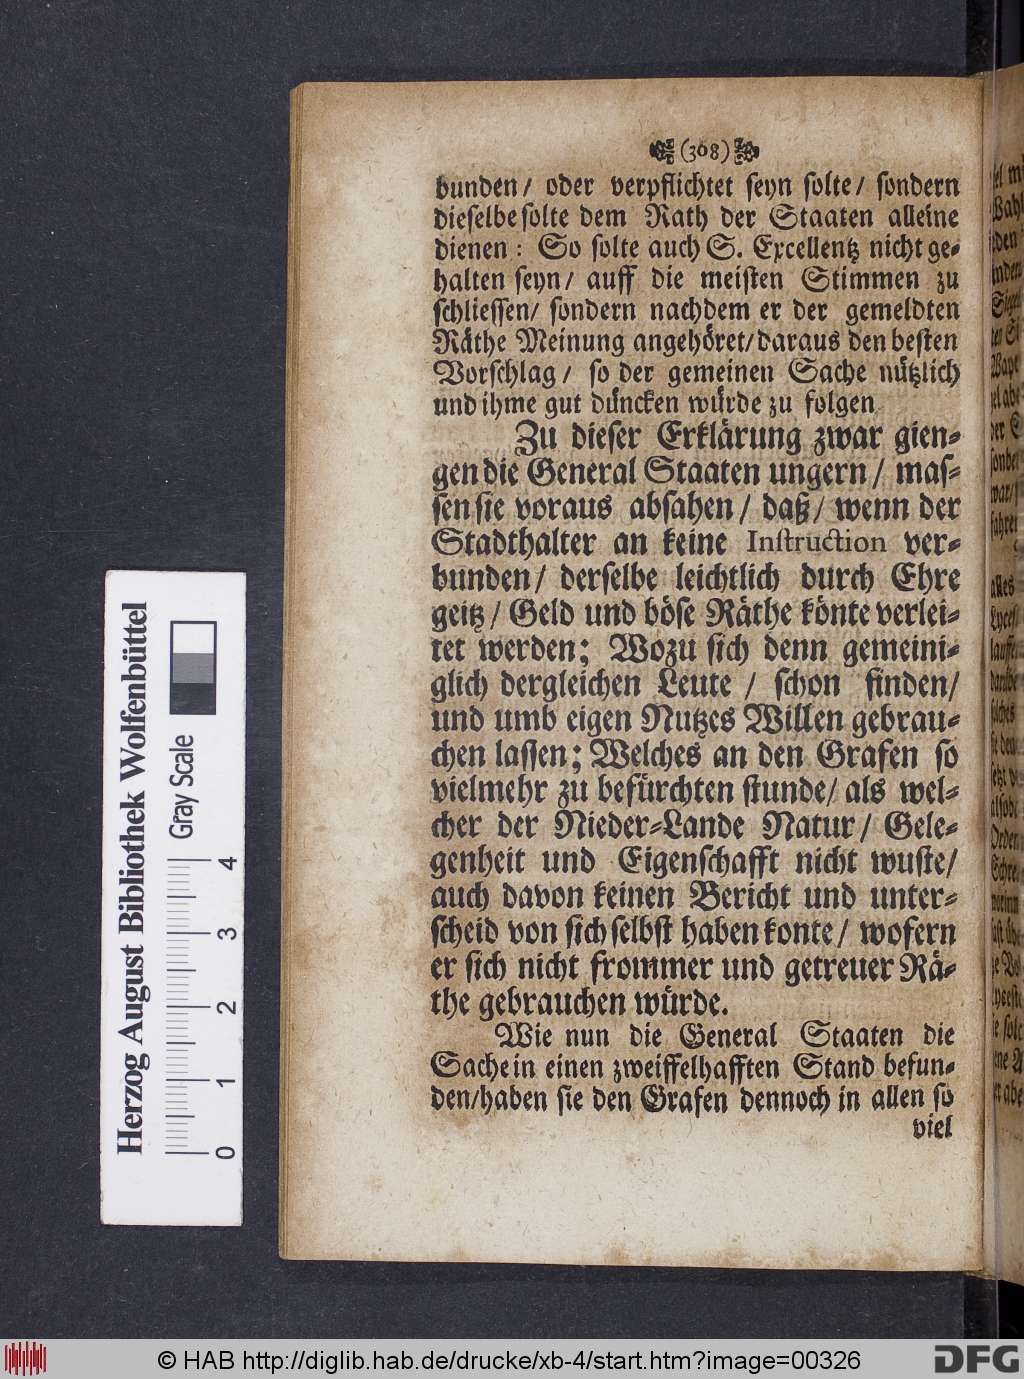 (308)
bunden/ oder verpflichtet seyn solte/ sondern
dieselbe solte dem Rath der Staaten alleine
dienen: So solte auch S. Excellentz nicht ge-
halten seyn/ auff die meisten Stimmen zu
schliessen/ sondern nachdem er der gemeldten
Räthe Meinung angehöret/ daraus den besten
Vorschlag/ so der gemeinen Sache nützlich
und ihme gut düncken würde zu folgen
Zu dieser Erklärung zwar gien-
gen die General Staaten ungern/ mas-
sen sie voraus absahen/ daß/ wenn der
Stadthalter an keine Instruction ver-
bunden/ derselbe leichtlich durch Ehre
geitz/ Geld und böse Räthe könte verlei-
tet werden; Wozu sich denn gemeini-
glich dergleichen Leute / schon finden/
und umb eigen Nutzes Willen gebrau-
chen lassen; Welches an den Grafen so
vielmehr zu befürchten stunde/ als wel-
cher der Nieder-Lande Natur/ Gele-
genheit und Eigenschafft nicht wuste/
auch davon keinen Bericht und unter-
scheid von sich selbst haben konte/ wofern
er sich nicht frommer und getreuer Rä-
the gebrauchen würde.
Wie nun die General Staaten die
Sache in einen zweiffelhafften Stand befun-
den/ haben sie den Grafen dennoch in allen so
viel
Herzog August Bibliothek Wolfenbüttel
Gray Scale
0 1 2 3 4
© HAB http://diglib.hab.de/drucke/xb-4/start.htm?image=00326
DFG